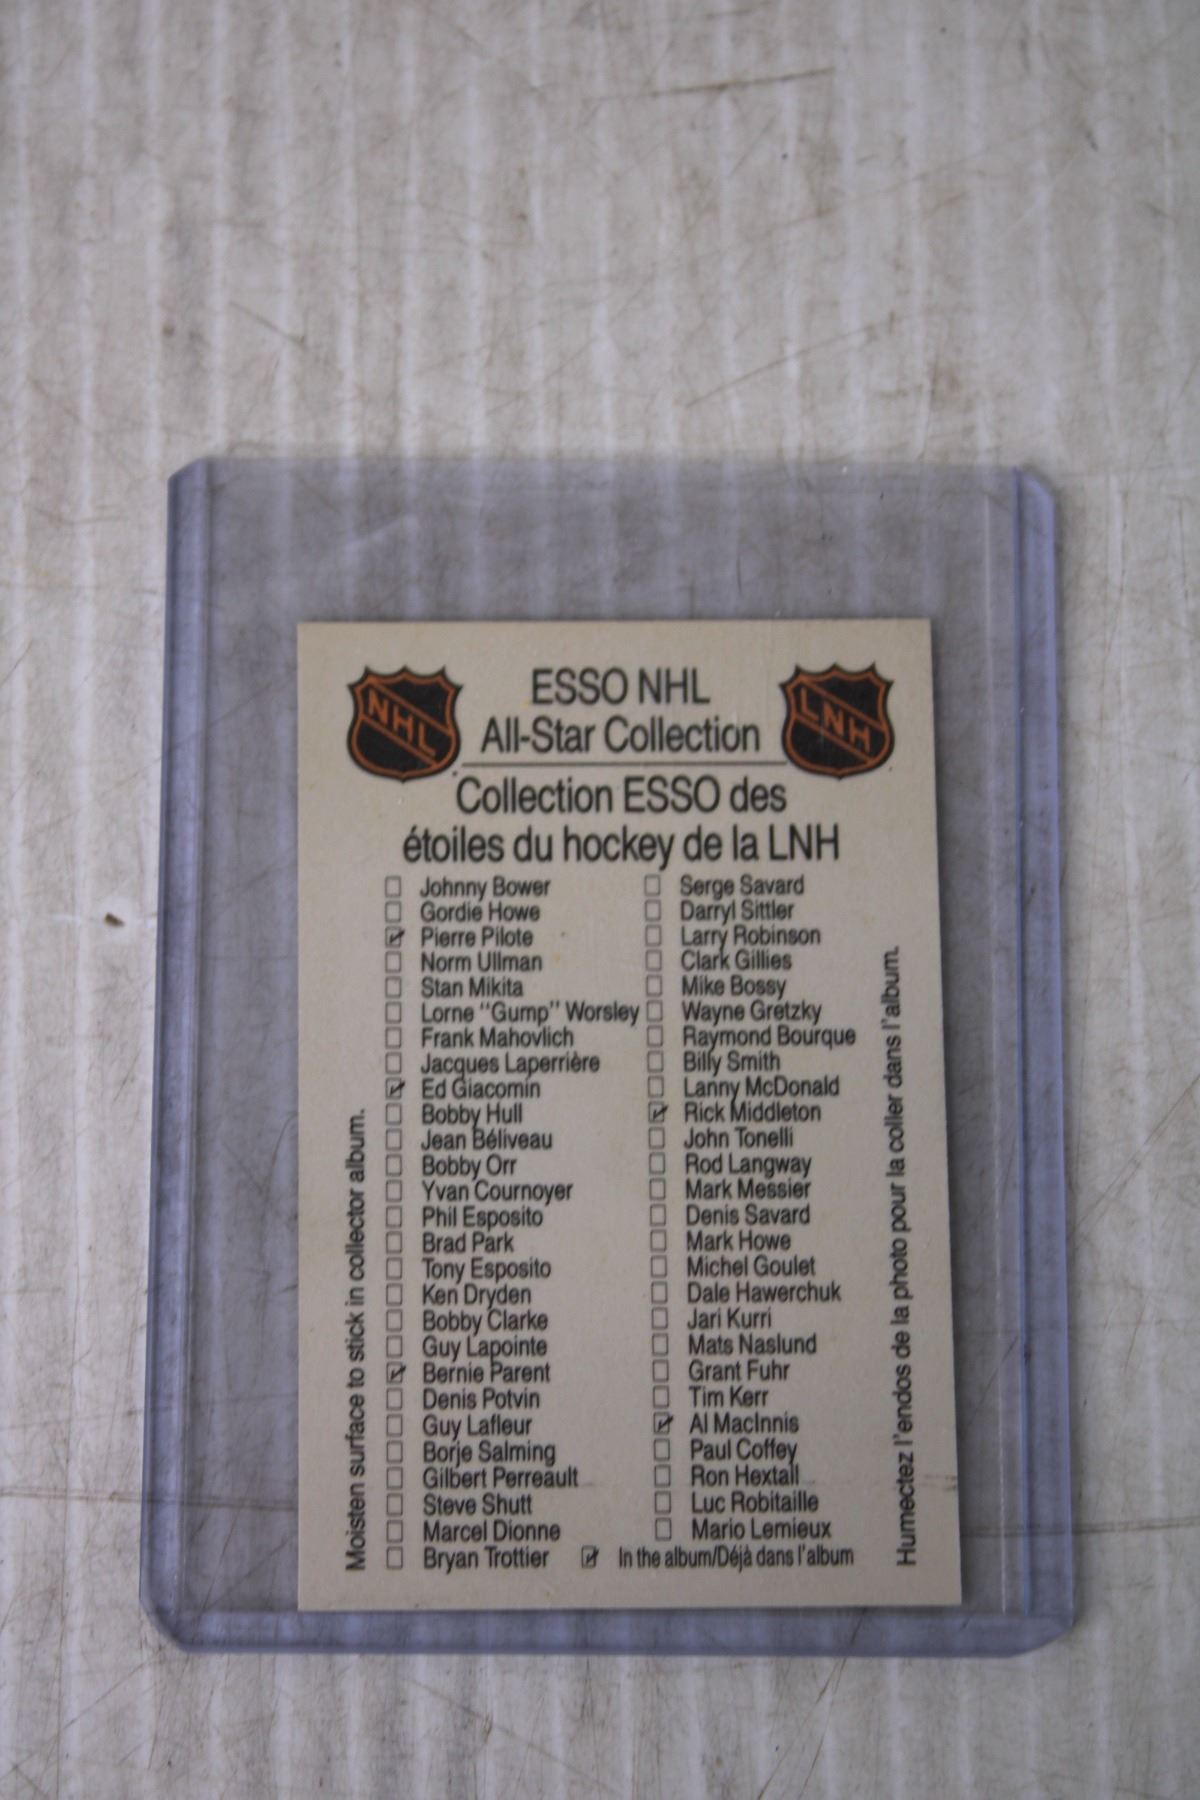 NHL
ESSO NHL
All-Star Collection
LNH
Collection ESSO des
étoiles du hockey de la LNH
☐ Johnny Bower
☐ Gordie Howe
☑ Pierre Pilote
☐ Norm Ullman
☐ Stan Mikita
☐ Lorne "Gump" Worsley
☐ Frank Mahovlich
☐ Jacques Laperrière
☑ Ed Giacomin
☐ Bobby Hull
☐ Jean Béliveau
☐ Bobby Orr
☐ Yvan Cournoyer
☐ Phil Esposito
☐ Brad Park
☐ Tony Esposito
☐ Ken Dryden
☐ Bobby Clarke
☐ Guy Lapointe
☑ Bernie Parent
☐ Denis Potvin
☐ Guy Lafleur
☐ Borje Salming
☐ Gilbert Perreault
☐ Steve Shutt
☐ Marcel Dionne
☐ Bryan Trottier
☐ Serge Savard
☐ Darryl Sittler
☐ Larry Robinson
☐ Clark Gillies
☐ Mike Bossy
☐ Wayne Gretzky
☐ Raymond Bourque
☐ Billy Smith
☐ Lanny McDonald
☑ Rick Middleton
☐ John Tonelli
☐ Rod Langway
☐ Mark Messier
☐ Denis Savard
☐ Mark Howe
☐ Michel Goulet
☐ Dale Hawerchuk
☐ Jari Kurri
☐ Mats Naslund
☐ Grant Fuhr
☐ Tim Kerr
☑ Al MacInnis
☐ Paul Coffey
☐ Ron Hextall
☐ Luc Robitaille
☐ Mario Lemieux
☑ In the album/Déjà dans l'album
Moisten surface to stick in collector album.
Humectez l'endos de la photo pour la coller dans l'album.